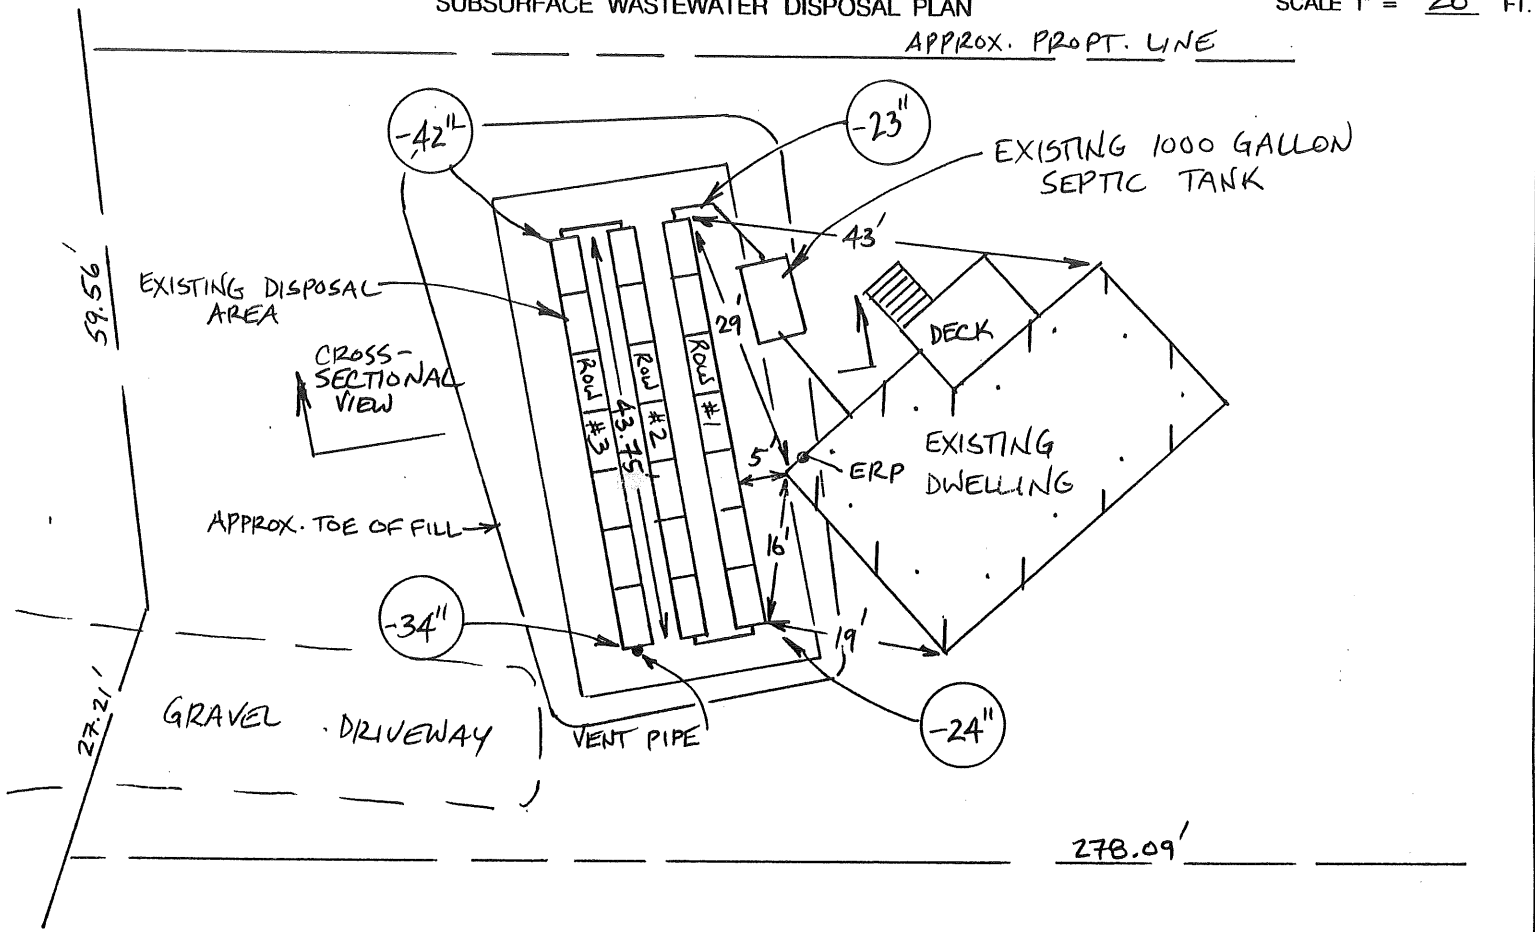 SUBSURFACE WASTEWATER DISPOSAL PLAN
SCALE 1" = 20 FT.
APPROX. PROPT. LINE
-42"
-23"
EXISTING 1000 GALLON
SEPTIC TANK
43'
59.56'
EXISTING DISPOSAL
AREA
29'
DECK
CROSS-
SECTIONAL
VIEW
ROW #3
43.75'
ROW #2
ROW #1
5'
ERP
EXISTING
DWELLING
APPROX. TOE OF FILL
16'
-34"
19'
27.21'
GRAVEL DRIVEWAY
VENT PIPE
-24"
278.09'